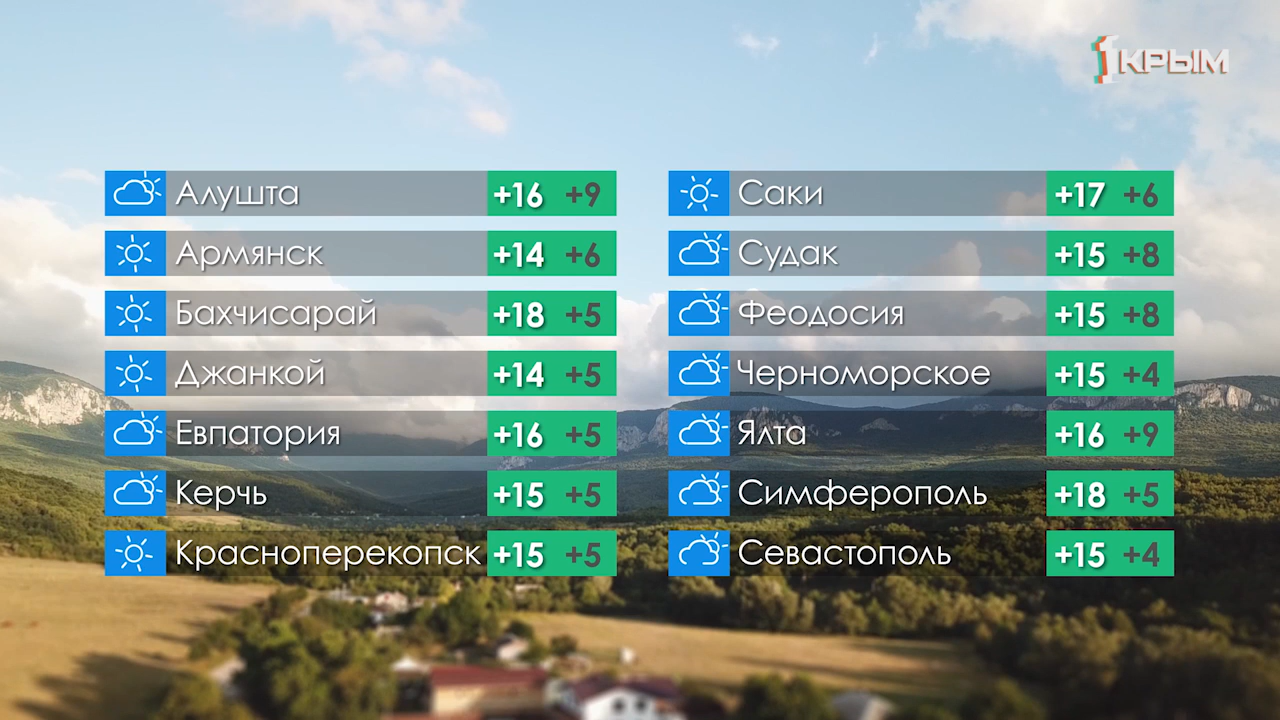 1 КРЫМ
Алушта +16 +9
Армянск +14 +6
Бахчисарай +18 +5
Джанкой +14 +5
Евпатория +16 +5
Керчь +15 +5
Красноперекопск +15 +5
Саки +17 +6
Судак +15 +8
Феодосия +15 +8
Черноморское +15 +4
Ялта +16 +9
Симферополь +18 +5
Севастополь +15 +4